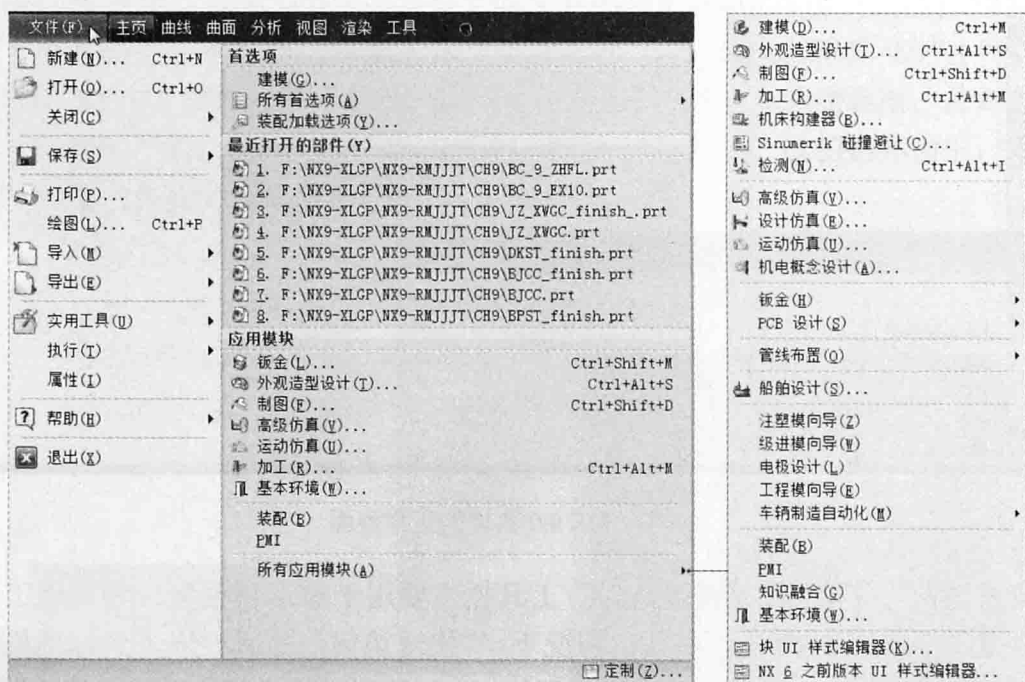 文件(F) 主页 曲线 曲面 分析 视图 渲染 工具
新建(N)... Ctrl+N
打开(O)... Ctrl+O
关闭(C)
保存(S)
打印(P)...
绘图(L)... Ctrl+P
导入(M)
导出(E)
实用工具(U)
执行(T)
属性(I)
帮助(H)
退出(X)
首选项
建模(G)...
所有首选项(A)
装配加载选项(Y)...
最近打开的部件(Y)
1. F:\NX9-XLGP\NX9-RMJJJT\CH9\BC_9_ZHFL.prt
2. F:\NX9-XLGP\NX9-RMJJJT\CH9\BC_9_EX10.prt
3. F:\NX9-XLGP\NX9-RMJJJT\CH9\JZ_XWGC_finish_.prt
4. F:\NX9-XLGP\NX9-RMJJJT\CH9\JZ_XWGC.prt
5. F:\NX9-XLGP\NX9-RMJJJT\CH9\DKST_finish.prt
6. F:\NX9-XLGP\NX9-RMJJJT\CH9\BJCC_finish.prt
7. F:\NX9-XLGP\NX9-RMJJJT\CH9\BJCC.prt
8. F:\NX9-XLGP\NX9-RMJJJT\CH9\BPST_finish.prt
应用模块
钣金(L)... Ctrl+Shift+M
外观造型设计(T)... Ctrl+Alt+S
制图(F)... Ctrl+Shift+D
高级仿真(V)...
运动仿真(U)...
加工(R)... Ctrl+Alt+M
基本环境(W)...
装配(B)
PMI
所有应用模块(A)
定制(Z)...
建模(D)... Ctrl+M
外观造型设计(T)... Ctrl+Alt+S
制图(F)... Ctrl+Shift+D
加工(R)... Ctrl+Alt+M
机床构建器(B)...
Sinumerik 碰撞避让(C)...
检测(N)... Ctrl+Alt+I
高级仿真(V)...
设计仿真(E)...
运动仿真(U)...
机电概念设计(A)...
钣金(H)
PCB 设计(S)
管线布置(O)
船舶设计(S)...
注塑模向导(Z)
级进模向导(W)
电极设计(L)
工程模向导(E)
车辆制造自动化(M)
装配(B)
PMI
知识融合(G)
基本环境(W)...
块 UI 样式编辑器(K)...
NX 6 之前版本 UI 样式编辑器...